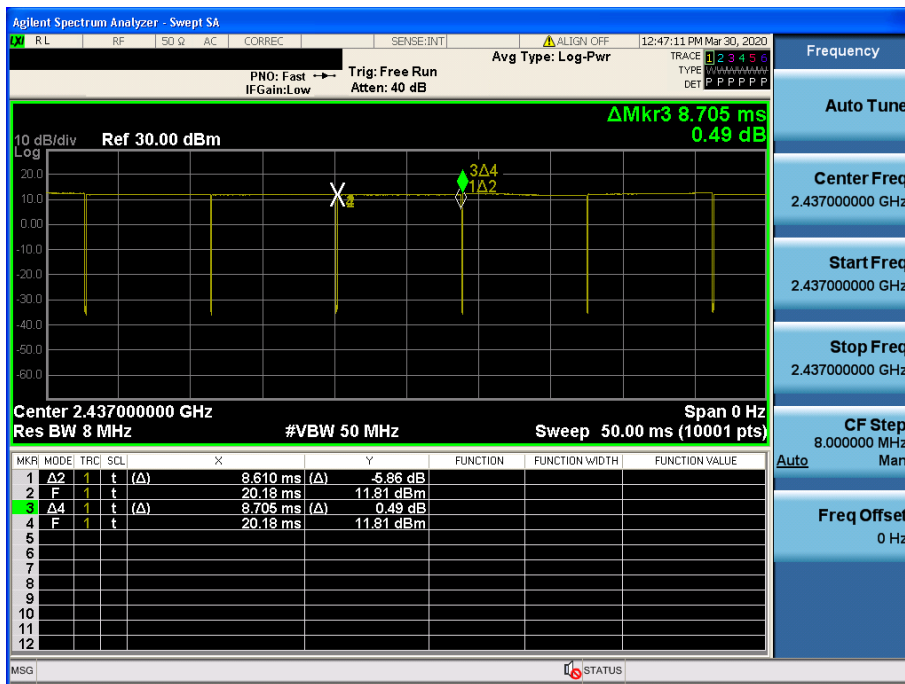 Agilent Spectrum Analyzer - Swept SA
LXI RL RF 50 Ω AC CORREC SENSE:INT ALIGN OFF 12:47:11 PM Mar 30, 2020
Avg Type: Log-Pwr TRACE 1 2 3 4 5 6
PNO: Fast Trig: Free Run TYPE WWWWWW
IFGain:Low Atten: 40 dB DET P P P P P P
ΔMkr3 8.705 ms
0.49 dB
10 dB/div Ref 30.00 dBm
Log
20.0
10.0
0.00
-10.0
-20.0
-30.0
-40.0
-50.0
-60.0
3Δ4
1Δ2
Center 2.437000000 GHz Span 0 Hz
Res BW 8 MHz #VBW 50 MHz Sweep 50.00 ms (10001 pts)
MKR MODE TRC SCL X Y FUNCTION FUNCTION WIDTH FUNCTION VALUE
1 Δ2 1 t (Δ) 8.610 ms (Δ) -5.86 dB
2 F 1 t 20.18 ms 11.81 dBm
3 Δ4 1 t (Δ) 8.705 ms (Δ) 0.49 dB
4 F 1 t 20.18 ms 11.81 dBm
5
6
7
8
9
10
11
12
MSG STATUS
Frequency
Auto Tune
Center Freq
2.437000000 GHz
Start Freq
2.437000000 GHz
Stop Freq
2.437000000 GHz
CF Step
8.000000 MHz
Auto Man
Freq Offset
0 Hz